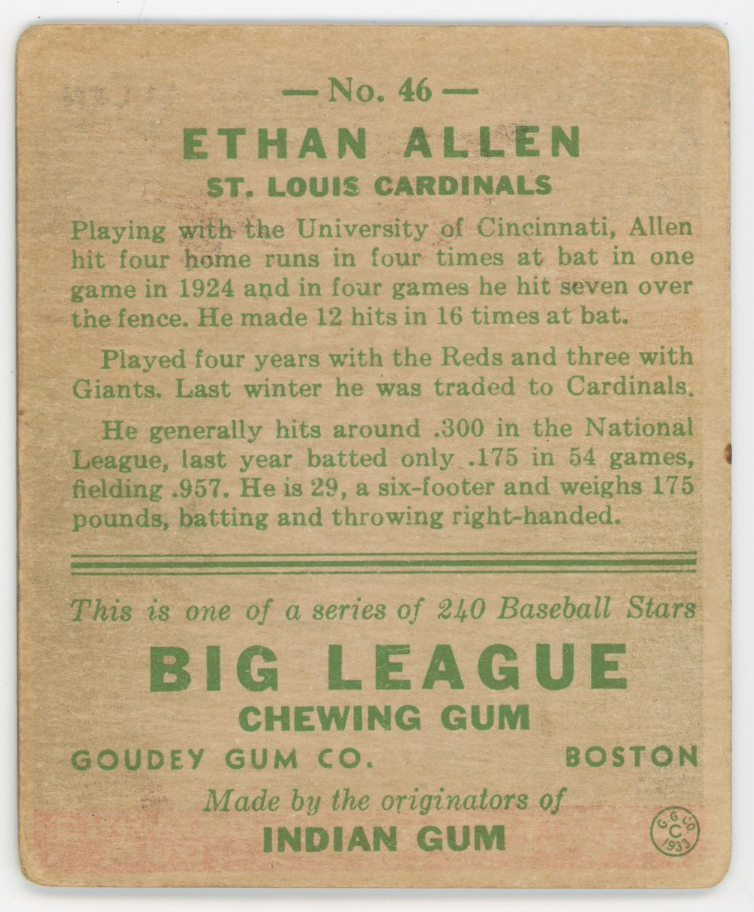 — No. 46 —
ETHAN ALLEN
ST. LOUIS CARDINALS
Playing with the University of Cincinnati, Allen
hit four home runs in four times at bat in one
game in 1924 and in four games he hit seven over
the fence. He made 12 hits in 16 times at bat.
Played four years with the Reds and three with
Giants. Last winter he was traded to Cardinals.
He generally hits around .300 in the National
League, last year batted only .175 in 54 games,
fielding .957. He is 29, a six-footer and weighs 175
pounds, batting and throwing right-handed.
This is one of a series of 240 Baseball Stars
BIG LEAGUE
CHEWING GUM
GOUDEY GUM CO. BOSTON
Made by the originators of
INDIAN GUM
G. G. CO.
C
1933